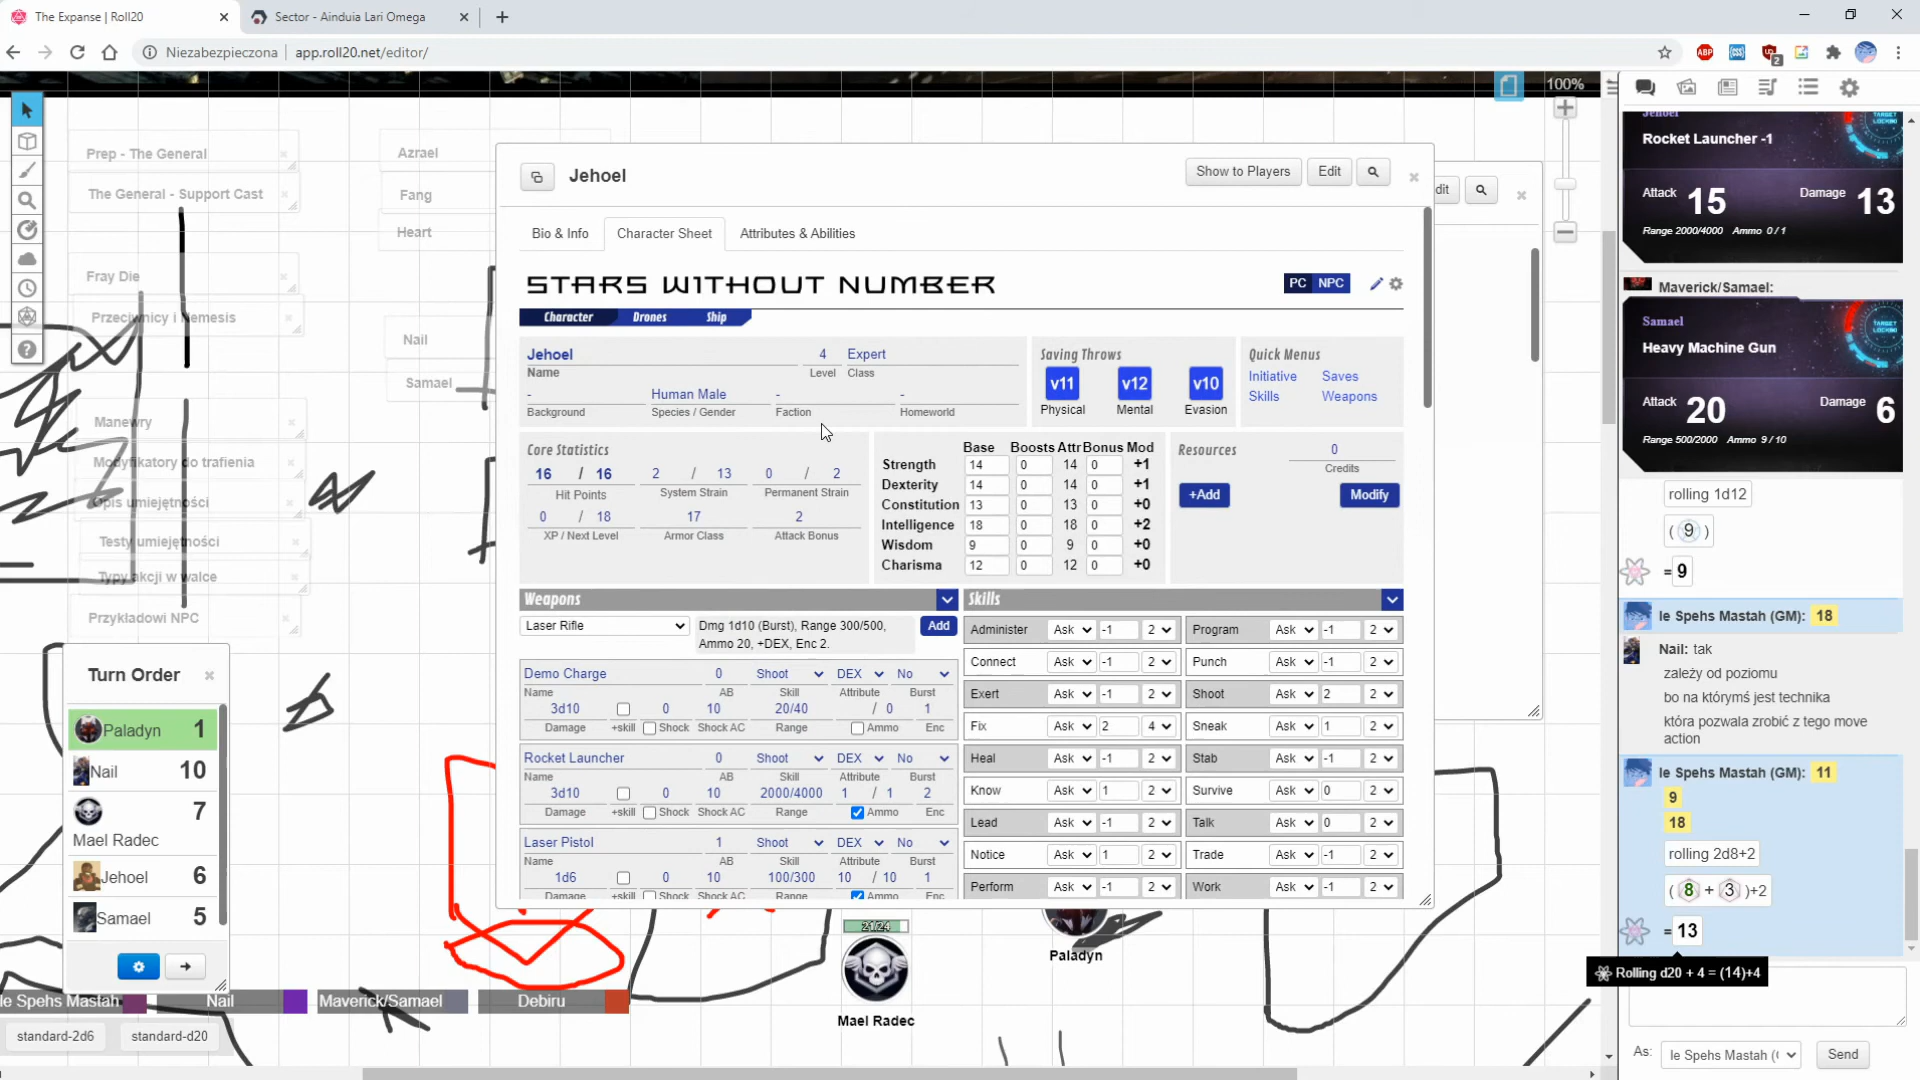 The Expanse | Roll20
Sector - Ainduia Lari Omega
Niezabezpieczona
app.roll20.net/editor/
100%
Prep - The General
The General - Support Cast
Fray Die
Przeciwnicy i Nemesis
Manewry
Modyfikatory do trafienia
Opis umiejętności
Testy umiejętności
Typy akcji w walce
Przykładowi NPC
Azrael
Fang
Heart
Nail
Samael
Jehoel
Show to Players
Edit
dit
Bio & Info
Character Sheet
Attributes & Abilities
STARS WITHOUT NUMBER
PC NPC
Character Drones Ship
Jehoel 4 Expert
Name Level Class
- Human Male - -
Background Species / Gender Faction Homeworld
Saving Throws
v11 v12 v10
Physical Mental Evasion
Quick Menus
Initiative Saves
Skills Weapons
Core Statistics
16 / 16 2 / 13 0 / 2
Hit Points System Strain Permanent Strain
0 / 18 17 2
XP / Next Level Armor Class Attack Bonus
Base Boosts Attr Bonus Mod
Strength 14 0 14 0 +1
Dexterity 14 0 14 0 +1
Constitution 13 0 13 0 +0
Intelligence 18 0 18 0 +2
Wisdom 9 0 9 0 +0
Charisma 12 0 12 0 +0
Resources 0
Credits
+Add Modify
Weapons
Laser Rifle
Dmg 1d10 (Burst), Range 300/500,
Ammo 20, +DEX, Enc 2.
Add
Demo Charge 0 Shoot DEX No
Name AB Skill Attribute Burst
3d10 0 10 20/40 / 0 1
Damage +skill Shock Shock AC Range Ammo Enc
Rocket Launcher 0 Shoot DEX No
Name AB Skill Attribute Burst
3d10 0 10 2000/4000 1 / 1 2
Damage +skill Shock Shock AC Range Ammo Enc
Laser Pistol 1 Shoot DEX No
Name AB Skill Attribute Burst
1d6 0 10 100/300 10 / 10 1
Damage +skill Shock Shock AC Range Ammo Enc
Skills
Administer Ask -1 2 Program Ask -1 2
Connect Ask -1 2 Punch Ask -1 2
Exert Ask -1 2 Shoot Ask 2 2
Fix Ask 2 4 Sneak Ask 1 2
Heal Ask -1 2 Stab Ask -1 2
Know Ask 1 2 Survive Ask 0 2
Lead Ask -1 2 Talk Ask 0 2
Notice Ask 1 2 Trade Ask -1 2
Perform Ask -1 2 Work Ask -1 2
Turn Order
Paladyn 1
Nail 10
7
Mael Radec
Jehoel 6
Samael 5
le Spehs Mastah
Nail
Maverick/Samael
Debiru
standard-2d6
standard-d20
21/24
Mael Radec
Paladyn
Jehoel
Rocket Launcher -1
TARGET
LOCKING
Attack 15 Damage 13
Range 2000/4000 Ammo 0 / 1
Maverick/Samael:
Samael
Heavy Machine Gun
TARGET
LOCKING
Attack 20 Damage 6
Range 500/2000 Ammo 9 / 10
rolling 1d12
( 9 )
= 9
le Spehs Mastah (GM): 18
Nail: tak
zależy od poziomu
bo na którymś jest technika
która pozwala zrobić z tego move
action
le Spehs Mastah (GM): 11
9
18
rolling 2d8+2
( 8 + 3 )+2
= 13
Rolling d20 + 4 = (14)+4
As: le Spehs Mastah (
Send